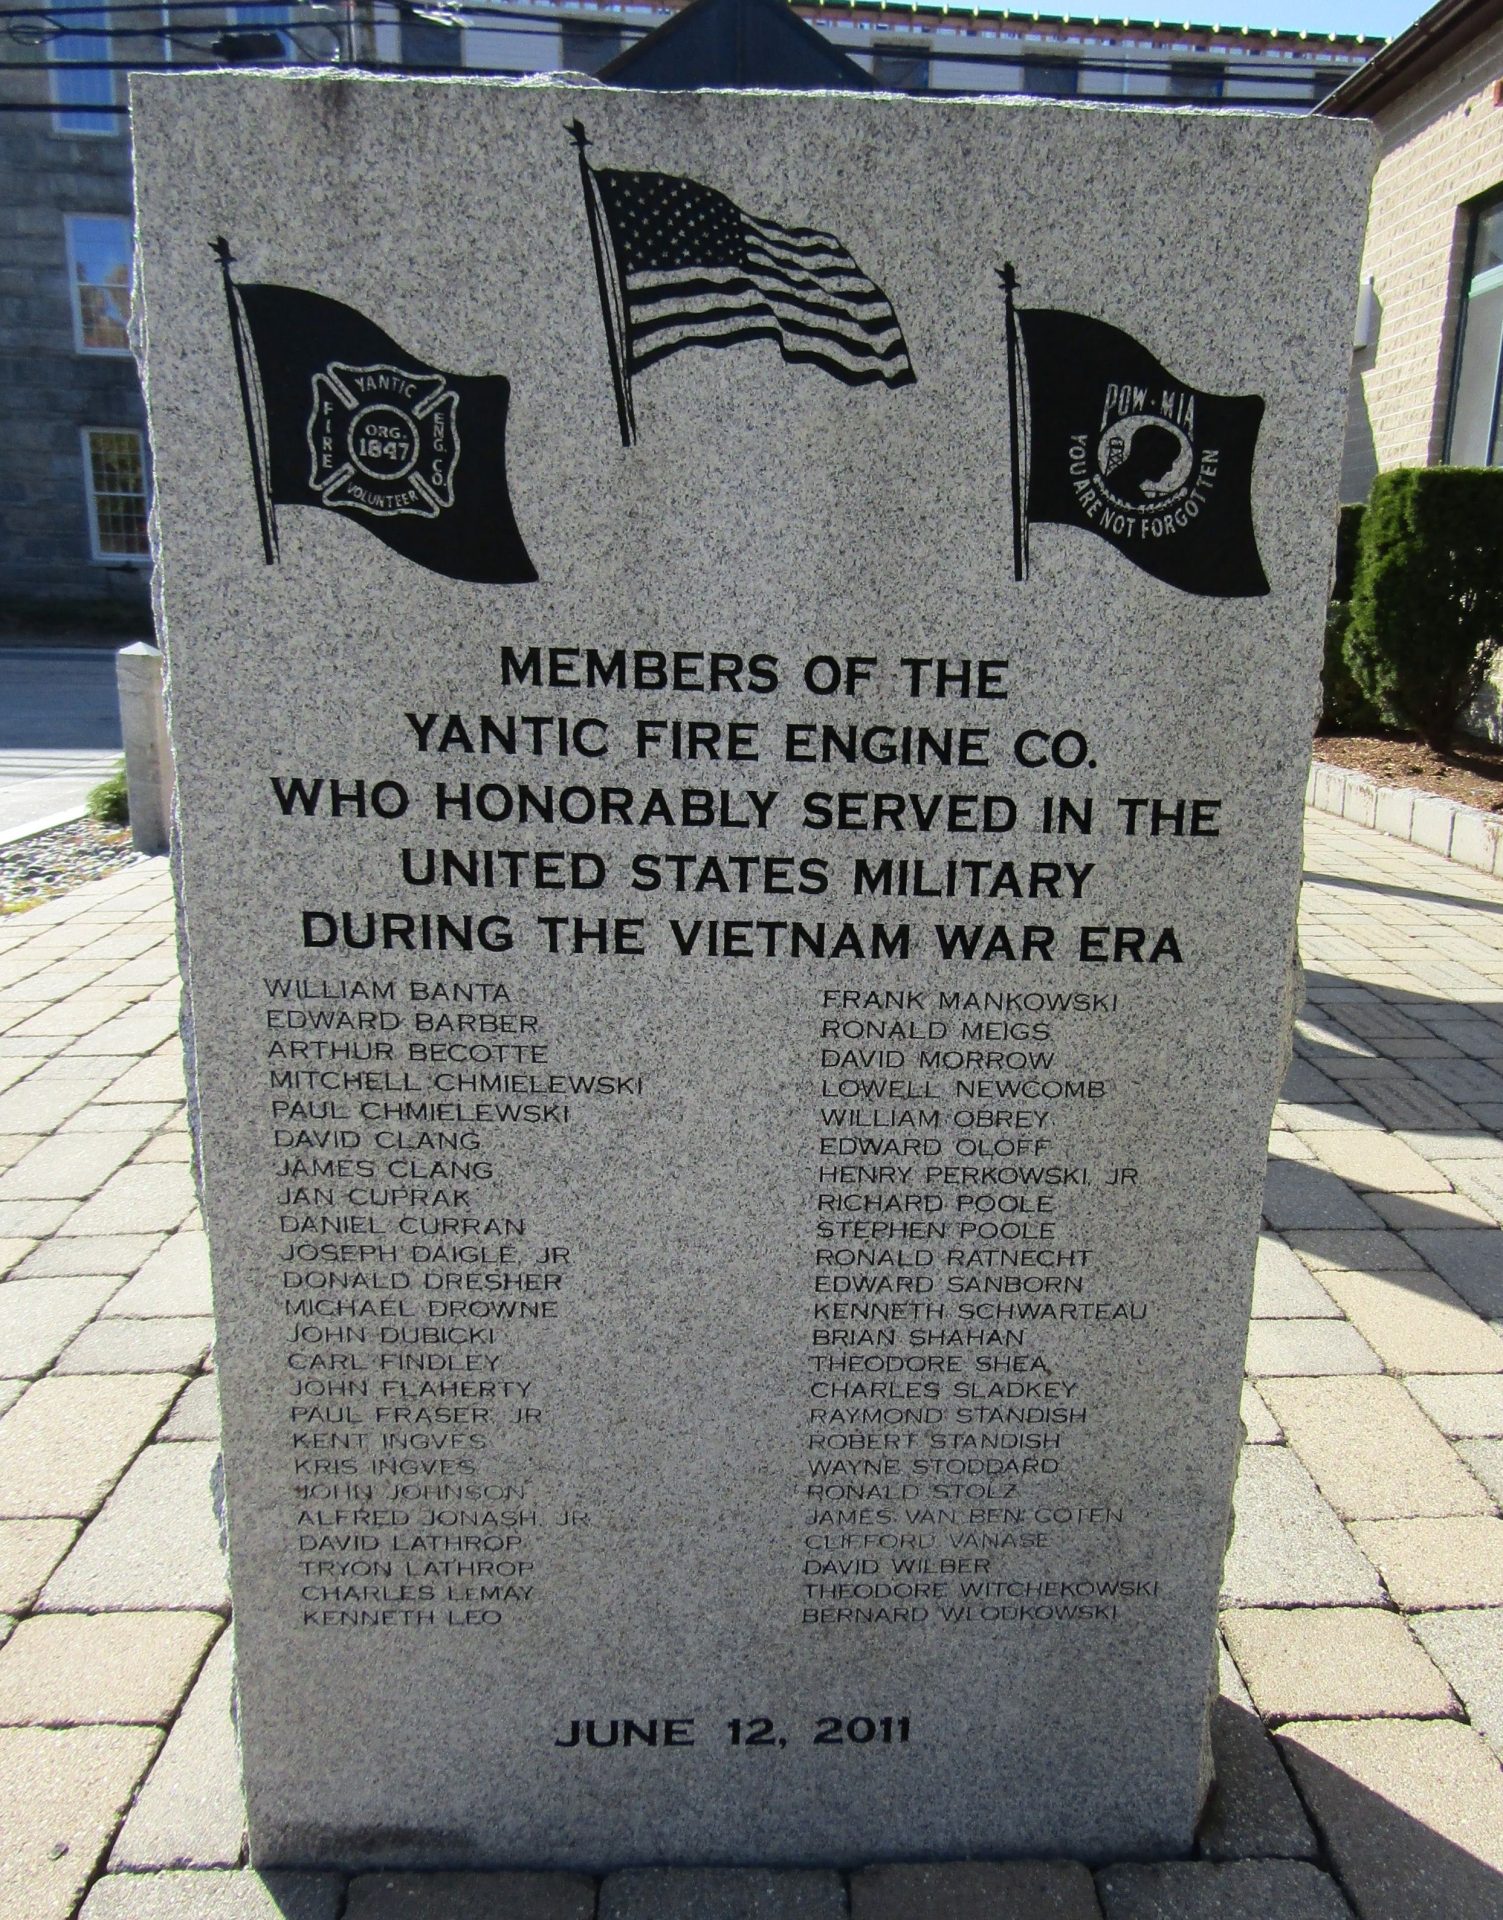 YANTIC
FIRE
ENG. CO.
ORG.
1847
VOLUNTEER
POW·MIA
YOU ARE NOT FORGOTTEN
MEMBERS OF THE
YANTIC FIRE ENGINE CO.
WHO HONORABLY SERVED IN THE
UNITED STATES MILITARY
DURING THE VIETNAM WAR ERA
WILLIAM BANTA
EDWARD BARBER
ARTHUR BECOTTE
MITCHELL CHMIELEWSKI
PAUL CHMIELEWSKI
DAVID CLANG
JAMES CLANG
JAN CUPRAK
DANIEL CURRAN
JOSEPH DAIGLE, JR
DONALD DRESHER
MICHAEL DROWNE
JOHN DUBICKI
CARL FINDLEY
JOHN FLAHERTY
PAUL FRASER, JR
KENT INGVES
KRIS INGVES
JOHN JOHNSON
ALFRED JONASH, JR
DAVID LATHROP
TRYON LATHROP
CHARLES LEMAY
KENNETH LEO
FRANK MANKOWSKI
RONALD MEIGS
DAVID MORROW
LOWELL NEWCOMB
WILLIAM OBREY
EDWARD OLOFF
HENRY PERKOWSKI, JR
RICHARD POOLE
STEPHEN POOLE
RONALD RATNECHT
EDWARD SANBORN
KENNETH SCHWARTEAU
BRIAN SHAHAN
THEODORE SHEA
CHARLES SLADKEY
RAYMOND STANDISH
ROBERT STANDISH
WAYNE STODDARD
RONALD STOLZ
JAMES VAN BEN COTEN
CLIFFORD VANASE
DAVID WILBER
THEODORE WITCHEKOWSKI
BERNARD WLODKOWSKI
JUNE 12, 2011